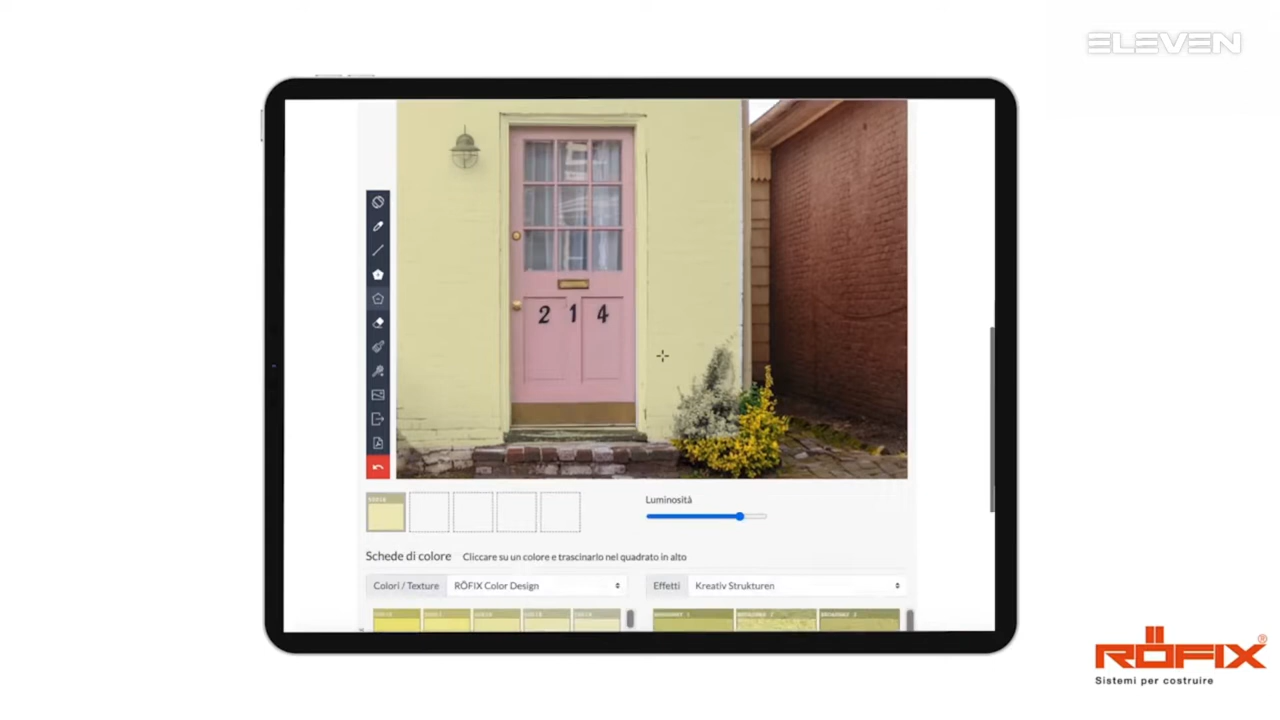 ELEVEN
2 1 4
Luminosità
Schede di colore Cliccare su un colore e trascinarlo nel quadrato in alto
Colori / Texture RÖFIX Color Design Effetti Kreativ Strukturen
RÖFIX®
Sistemi per costruire